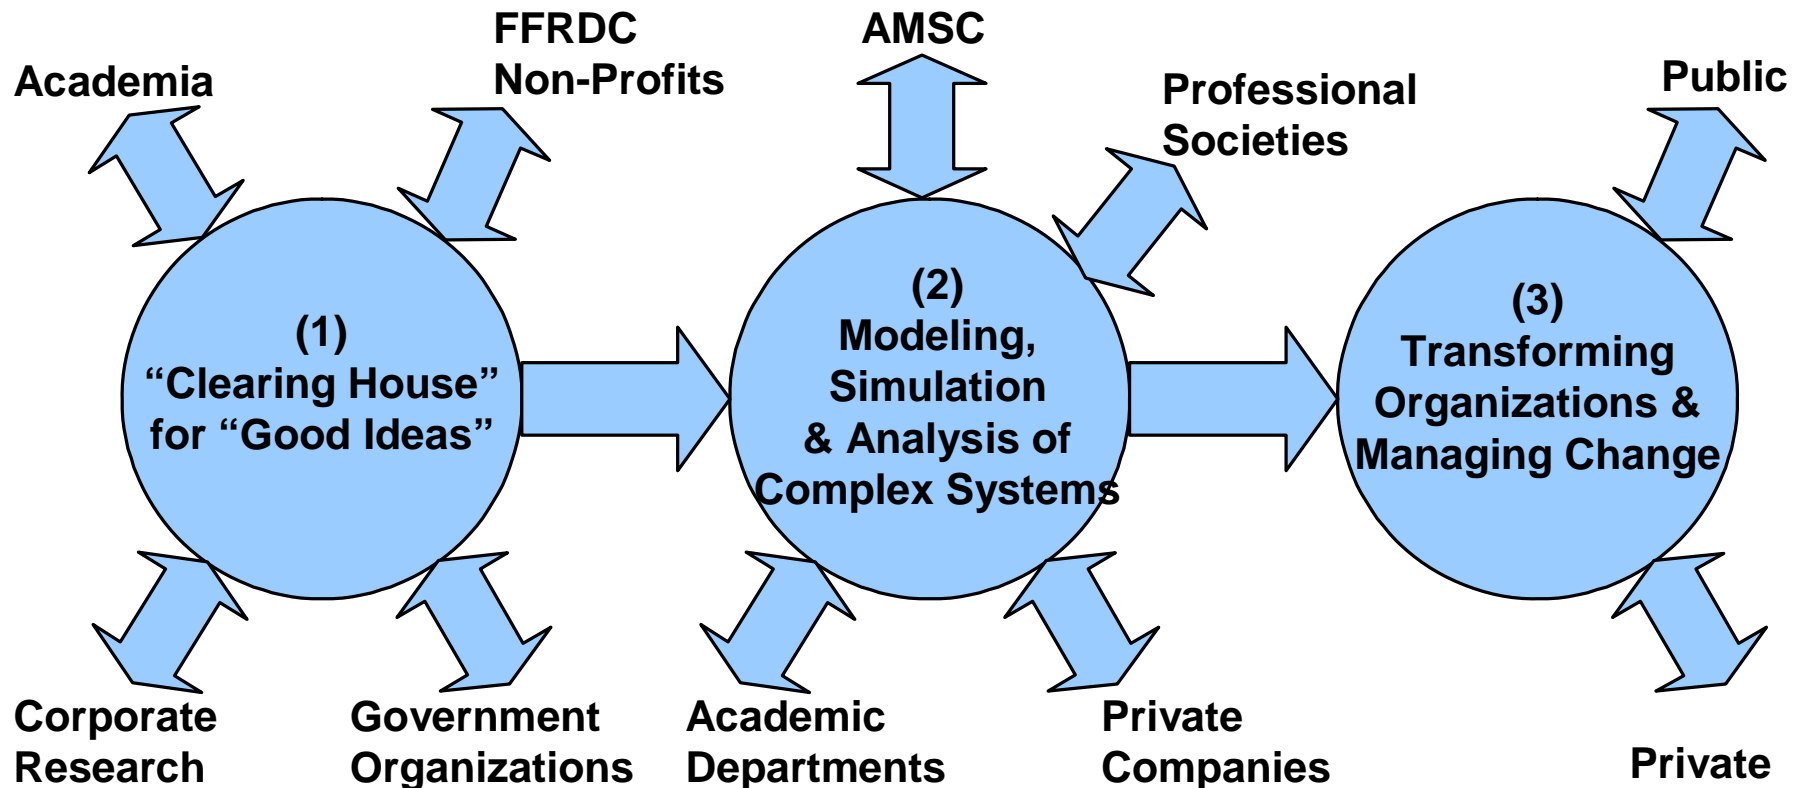 Academia
FFRDC
Non-Profits
AMSC
Professional
Societies
Public
(1)
“Clearing House”
for “Good Ideas”
(2)
Modeling,
Simulation
& Analysis of
Complex Systems
(3)
Transforming
Organizations &
Managing Change
Corporate
Research
Government
Organizations
Academic
Departments
Private
Companies
Private